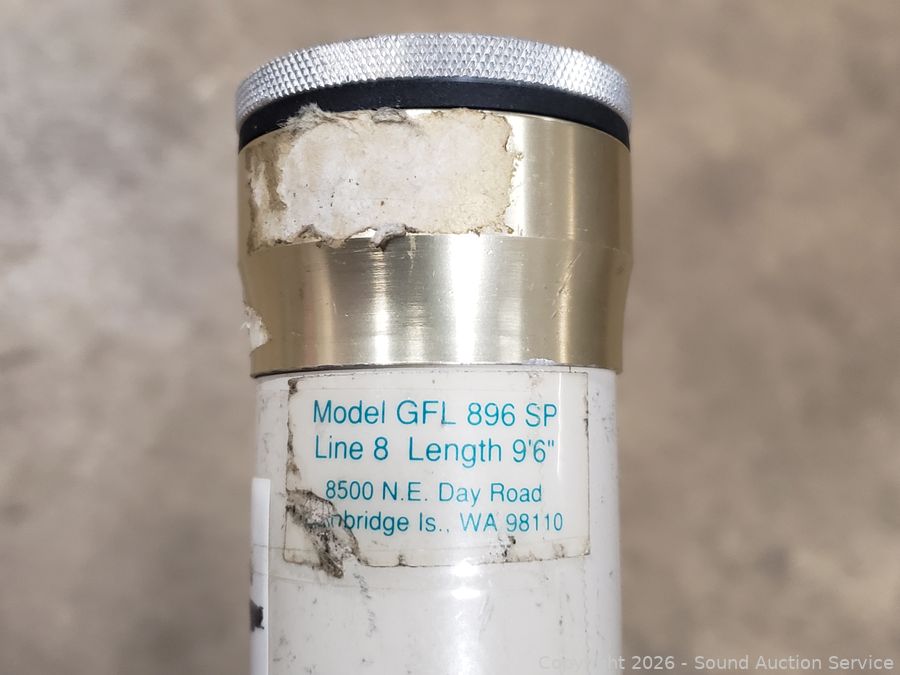 Model GFL 896 SP
Line 8 Length 9'6"
8500 N.E. Day Road
nbridge Is., WA 98110
Copyright 2026 - Sound Auction Service